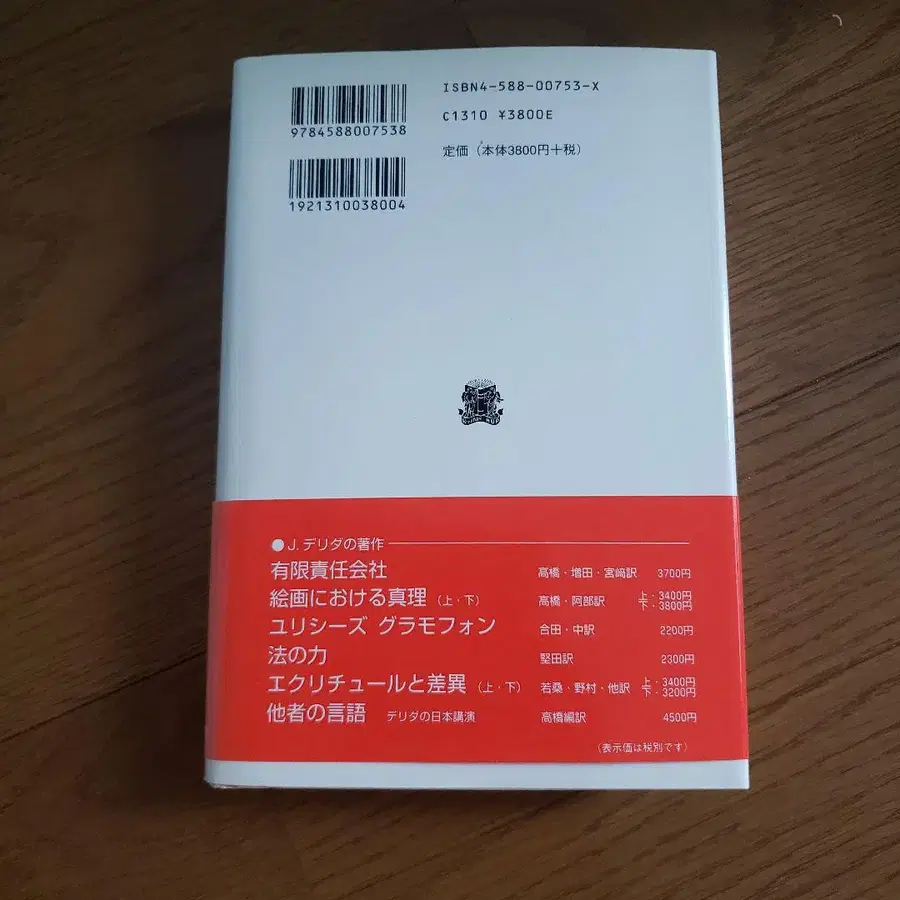 ISBN4-588-00753-X
C1310 ¥3800E
定価（本体3800円＋税）
9784588007538
1921310038004
●J. デリダの著作
有限責任会社 高橋・増田・宮﨑訳 3700円
絵画における真理（上・下） 高橋・阿部訳 上・3400円
下・3800円
ユリシーズ グラモフォン 合田・中訳 2200円
法の力 堅田訳 2300円
エクリチュールと差異（上・下） 若桑・野村・他訳 上・3400円
下・3200円
他者の言語 デリダの日本講演 高橋編訳 4500円
（表示価は税別です）